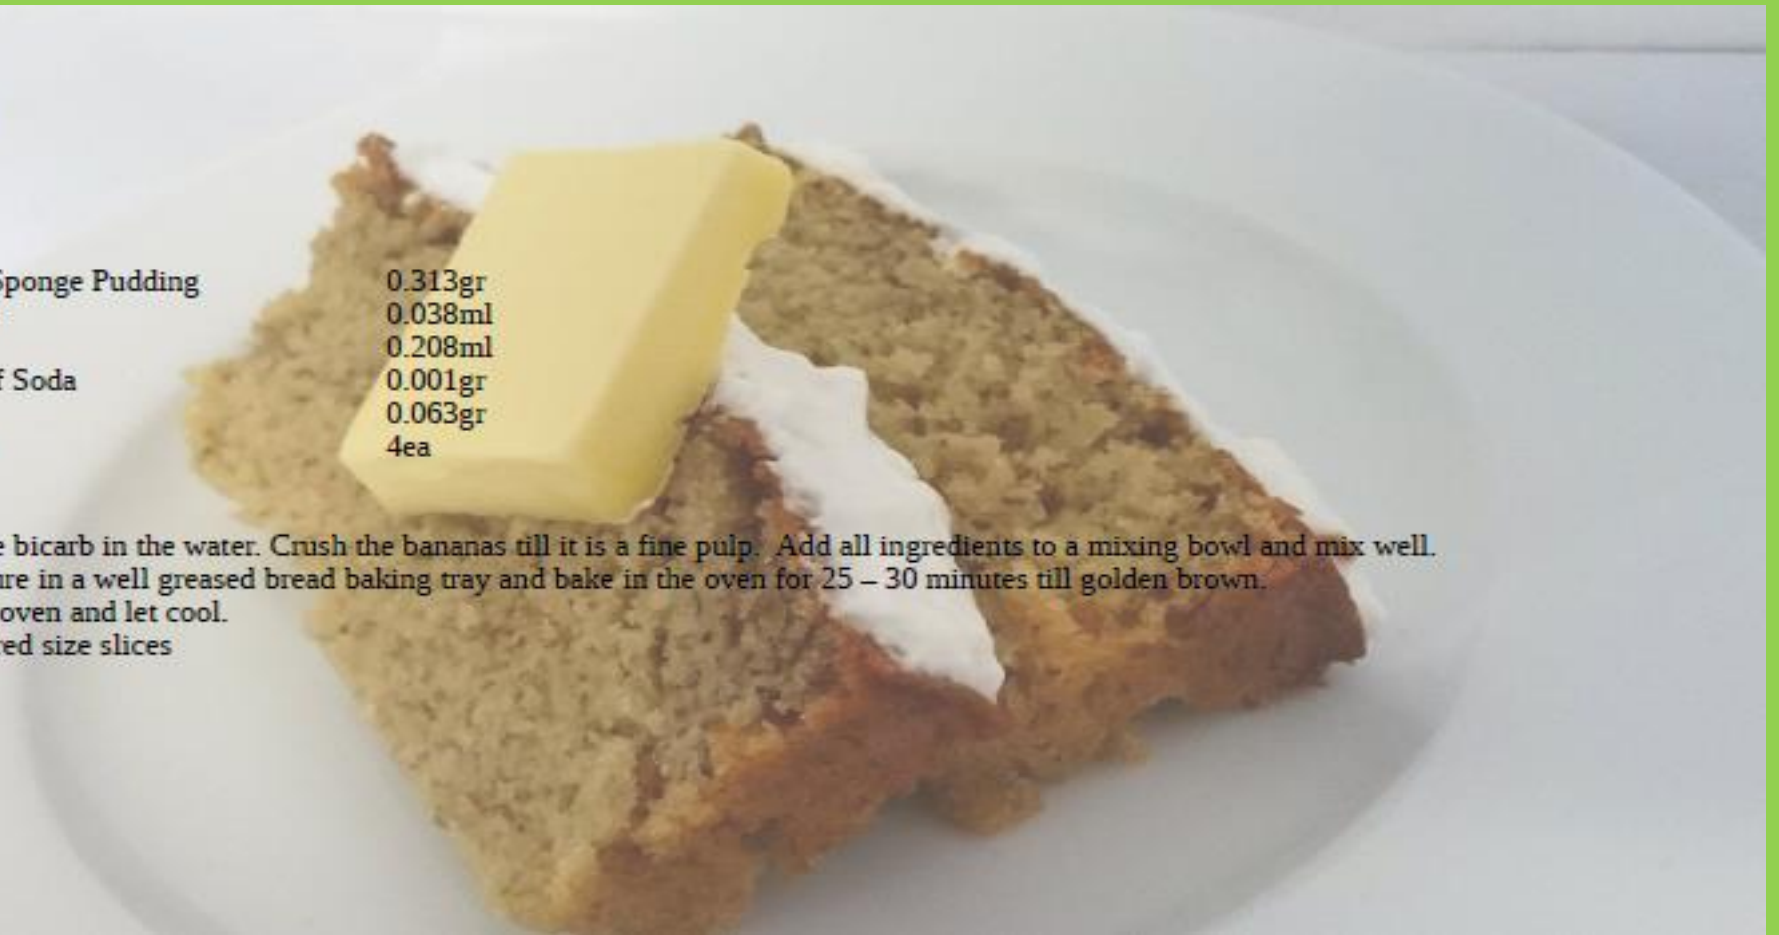 Sponge Pudding 0.313gr
0.038ml
0.208ml
f Soda 0.001gr
0.063gr
4ea
e bicarb in the water. Crush the bananas till it is a fine pulp.  Add all ingredients to a mixing bowl and mix well.
ure in a well greased bread baking tray and bake in the oven for 25 – 30 minutes till golden brown.
oven and let cool.
red size slices